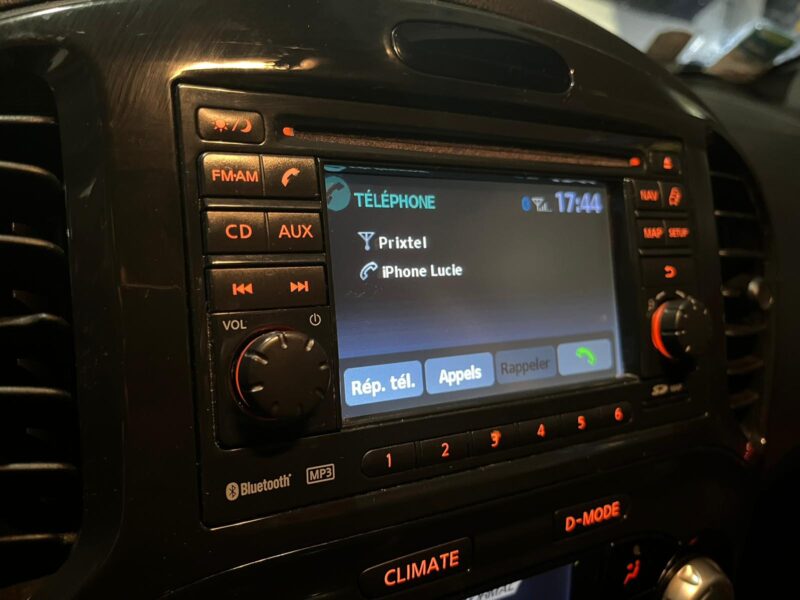 FM·AM
CD AUX
VOL
TÉLÉPHONE 17:44
Prixtel
iPhone Lucie
Rép. tél. Appels Rappeler
NAV
MAP SETUP
1 2 3 4 5 6
Bluetooth MP3
D-MODE
CLIMATE